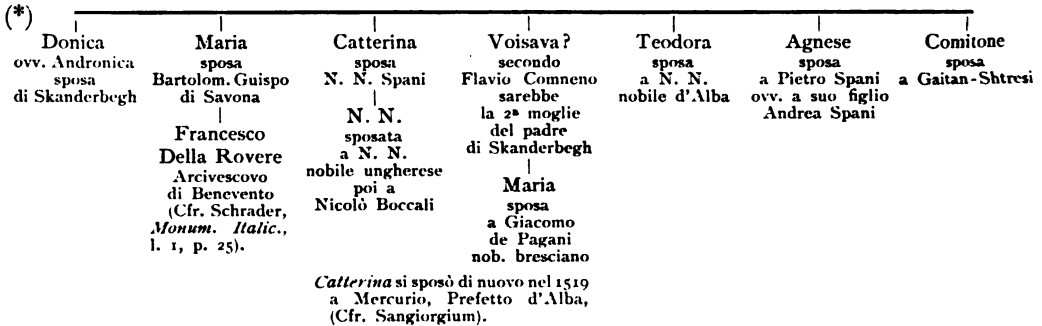 (*)
Donica
ovv. Andronica
sposa
di Skanderbegh
Maria
sposa
Bartolom. Guispo
di Savona
Francesco
Della Rovere
Arcivescovo
di Benevento
(Cfr. Schrader,
Monum. Italic.,
l. 1, p. 25).
Catterina
sposa
N. N. Spani
N. N.
sposata
a N. N.
nobile ungherese
poi a
Nicolò Boccali
Voisava?
secondo
Flavio Comneno
sarebbe
la 2ª moglie
del padre
di Skanderbegh
Maria
sposa
a Giacomo
de Pagani
nob. bresciano
Teodora
sposa
a N. N.
nobile d'Alba
Agnese
sposa
a Pietro Spani
ovv. a suo figlio
Andrea Spani
Comitone
sposa
a Gaitan-Shtresi
Catterina si sposò di nuovo nel 1519
a Mercurio, Prefetto d'Alba,
(Cfr. Sangiorgium).